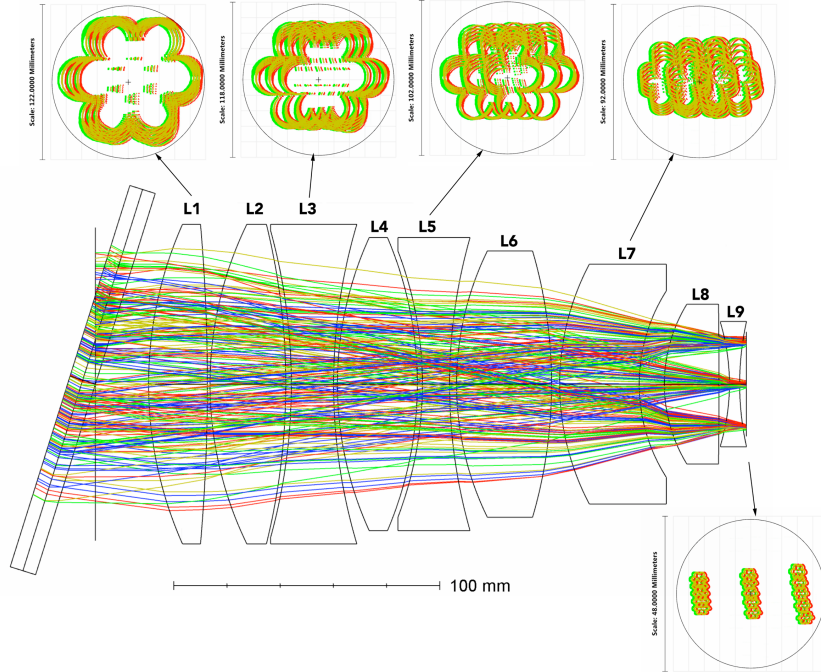 Scale: 122.0000 Millimeters
Scale: 118.0000 Millimeters
Scale: 102.0000 Millimeters
Scale: 92.0000 Millimeters
L1
L2
L3
L4
L5
L6
L7
L8
L9
100 mm
Scale: 48.0000 Millimeters